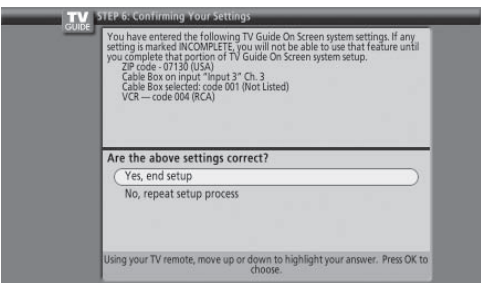 TV
GUIDE
STEP 6: Confirming Your Settings
You have entered the following TV Guide On Screen system settings. If any
setting is marked INCOMPLETE, you will not be able to use that feature until
you complete that portion of TV Guide On Screen system setup.
ZIP code - 07130 (USA)
Cable Box on input "Input 3" Ch. 3
Cable Box selected: code 001 (Not Listed)
VCR — code 004 (RCA)
Are the above settings correct?
Yes, end setup
No, repeat setup process
Using your TV remote, move up or down to highlight your answer. Press OK to
choose.